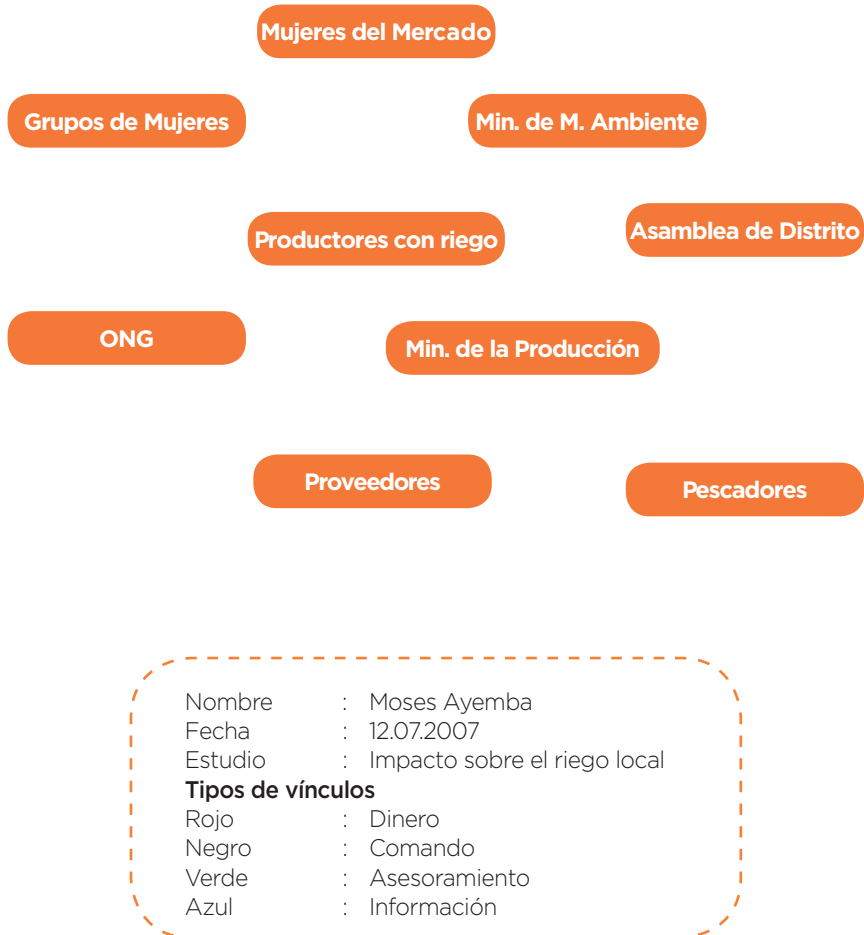 Mujeres del Mercado
Grupos de Mujeres
Min. de M. Ambiente
Productores con riego
Asamblea de Distrito
ONG
Min. de la Producción
Proveedores
Pescadores
Nombre : Moses Ayemba
Fecha : 12.07.2007
Estudio : Impacto sobre el riego local
Tipos de vínculos
Rojo : Dinero
Negro : Comando
Verde : Asesoramiento
Azul : Información